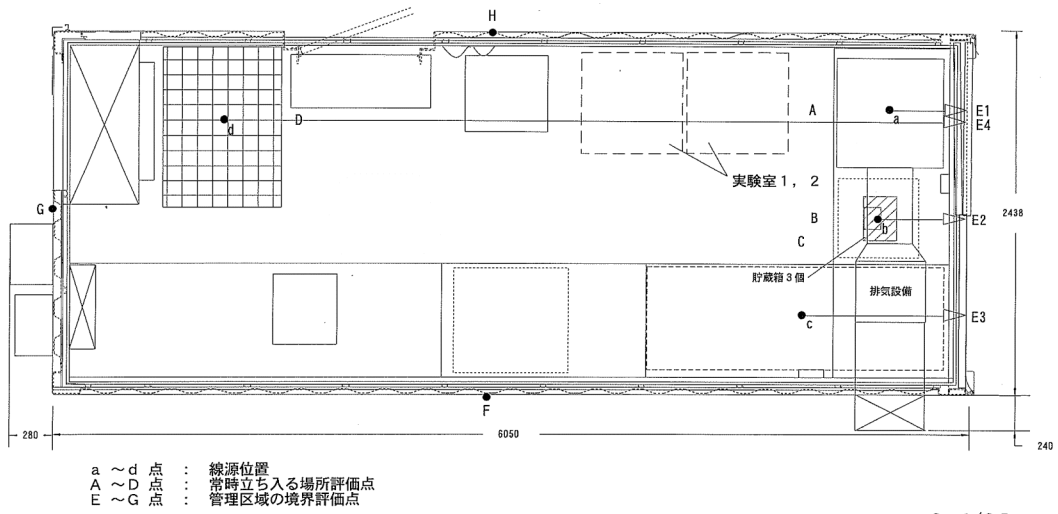 H
A
a
E1
E4
d
D
実験室1，2
G
B
b
E2
2438
C
貯蔵箱3個
排気設備
c
E3
F
280
6050
240
a ～d 点 ： 線源位置
A ～D 点 ： 常時立ち入る場所評価点
E ～G 点 ： 管理区域の境界評価点